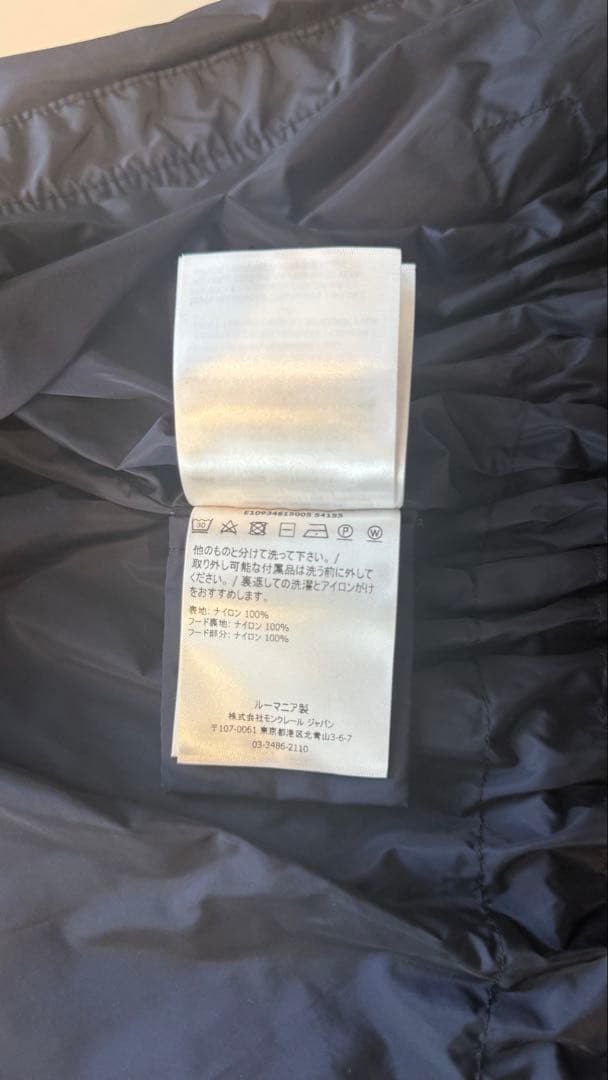 E10934615005 54155
30
他のものと分けて洗って下さい。/
取り外し可能な付属品は洗う前に外して
ください。/ 裏返しての洗濯とアイロンがけ
をおすすめします。
表地: ナイロン 100%
フード裏地: ナイロン 100%
フード部分: ナイロン 100%
ルーマニア製
株式会社モンクレール ジャパン
〒107-0061 東京都港区北青山3-6-7
03-3486-2110